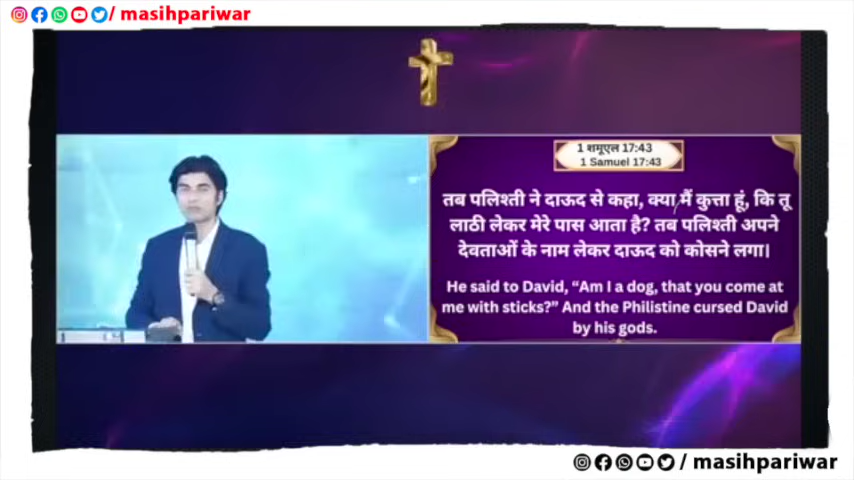 / masihpariwar
1 शमूएल 17:43
1 Samuel 17:43
तब पलिश्ती ने दाऊद से कहा, क्या मैं कुत्ता हूं, कि तू
लाठी लेकर मेरे पास आता है? तब पलिश्ती अपने
देवताओं के नाम लेकर दाऊद को कोसने लगा।
He said to David, “Am I a dog, that you come at
me with sticks?” And the Philistine cursed David
by his gods.
/ masihpariwar